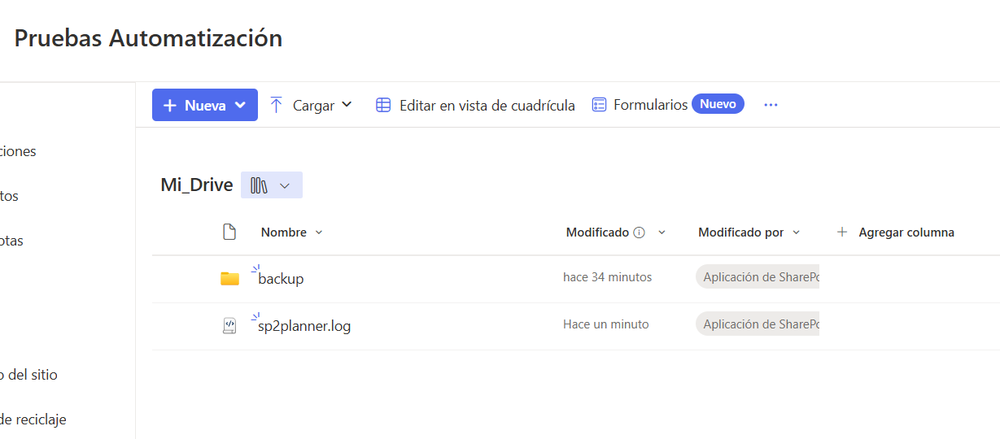 Pruebas Automatización
Nueva Cargar Editar en vista de cuadrícula Formularios Nuevo ...
ciones
tos
otas
o del sitio
de reciclaje
Mi_Drive
Nombre Modificado Modificado por Agregar columna
backup hace 34 minutos Aplicación de SharePo
sp2planner.log Hace un minuto Aplicación de SharePo